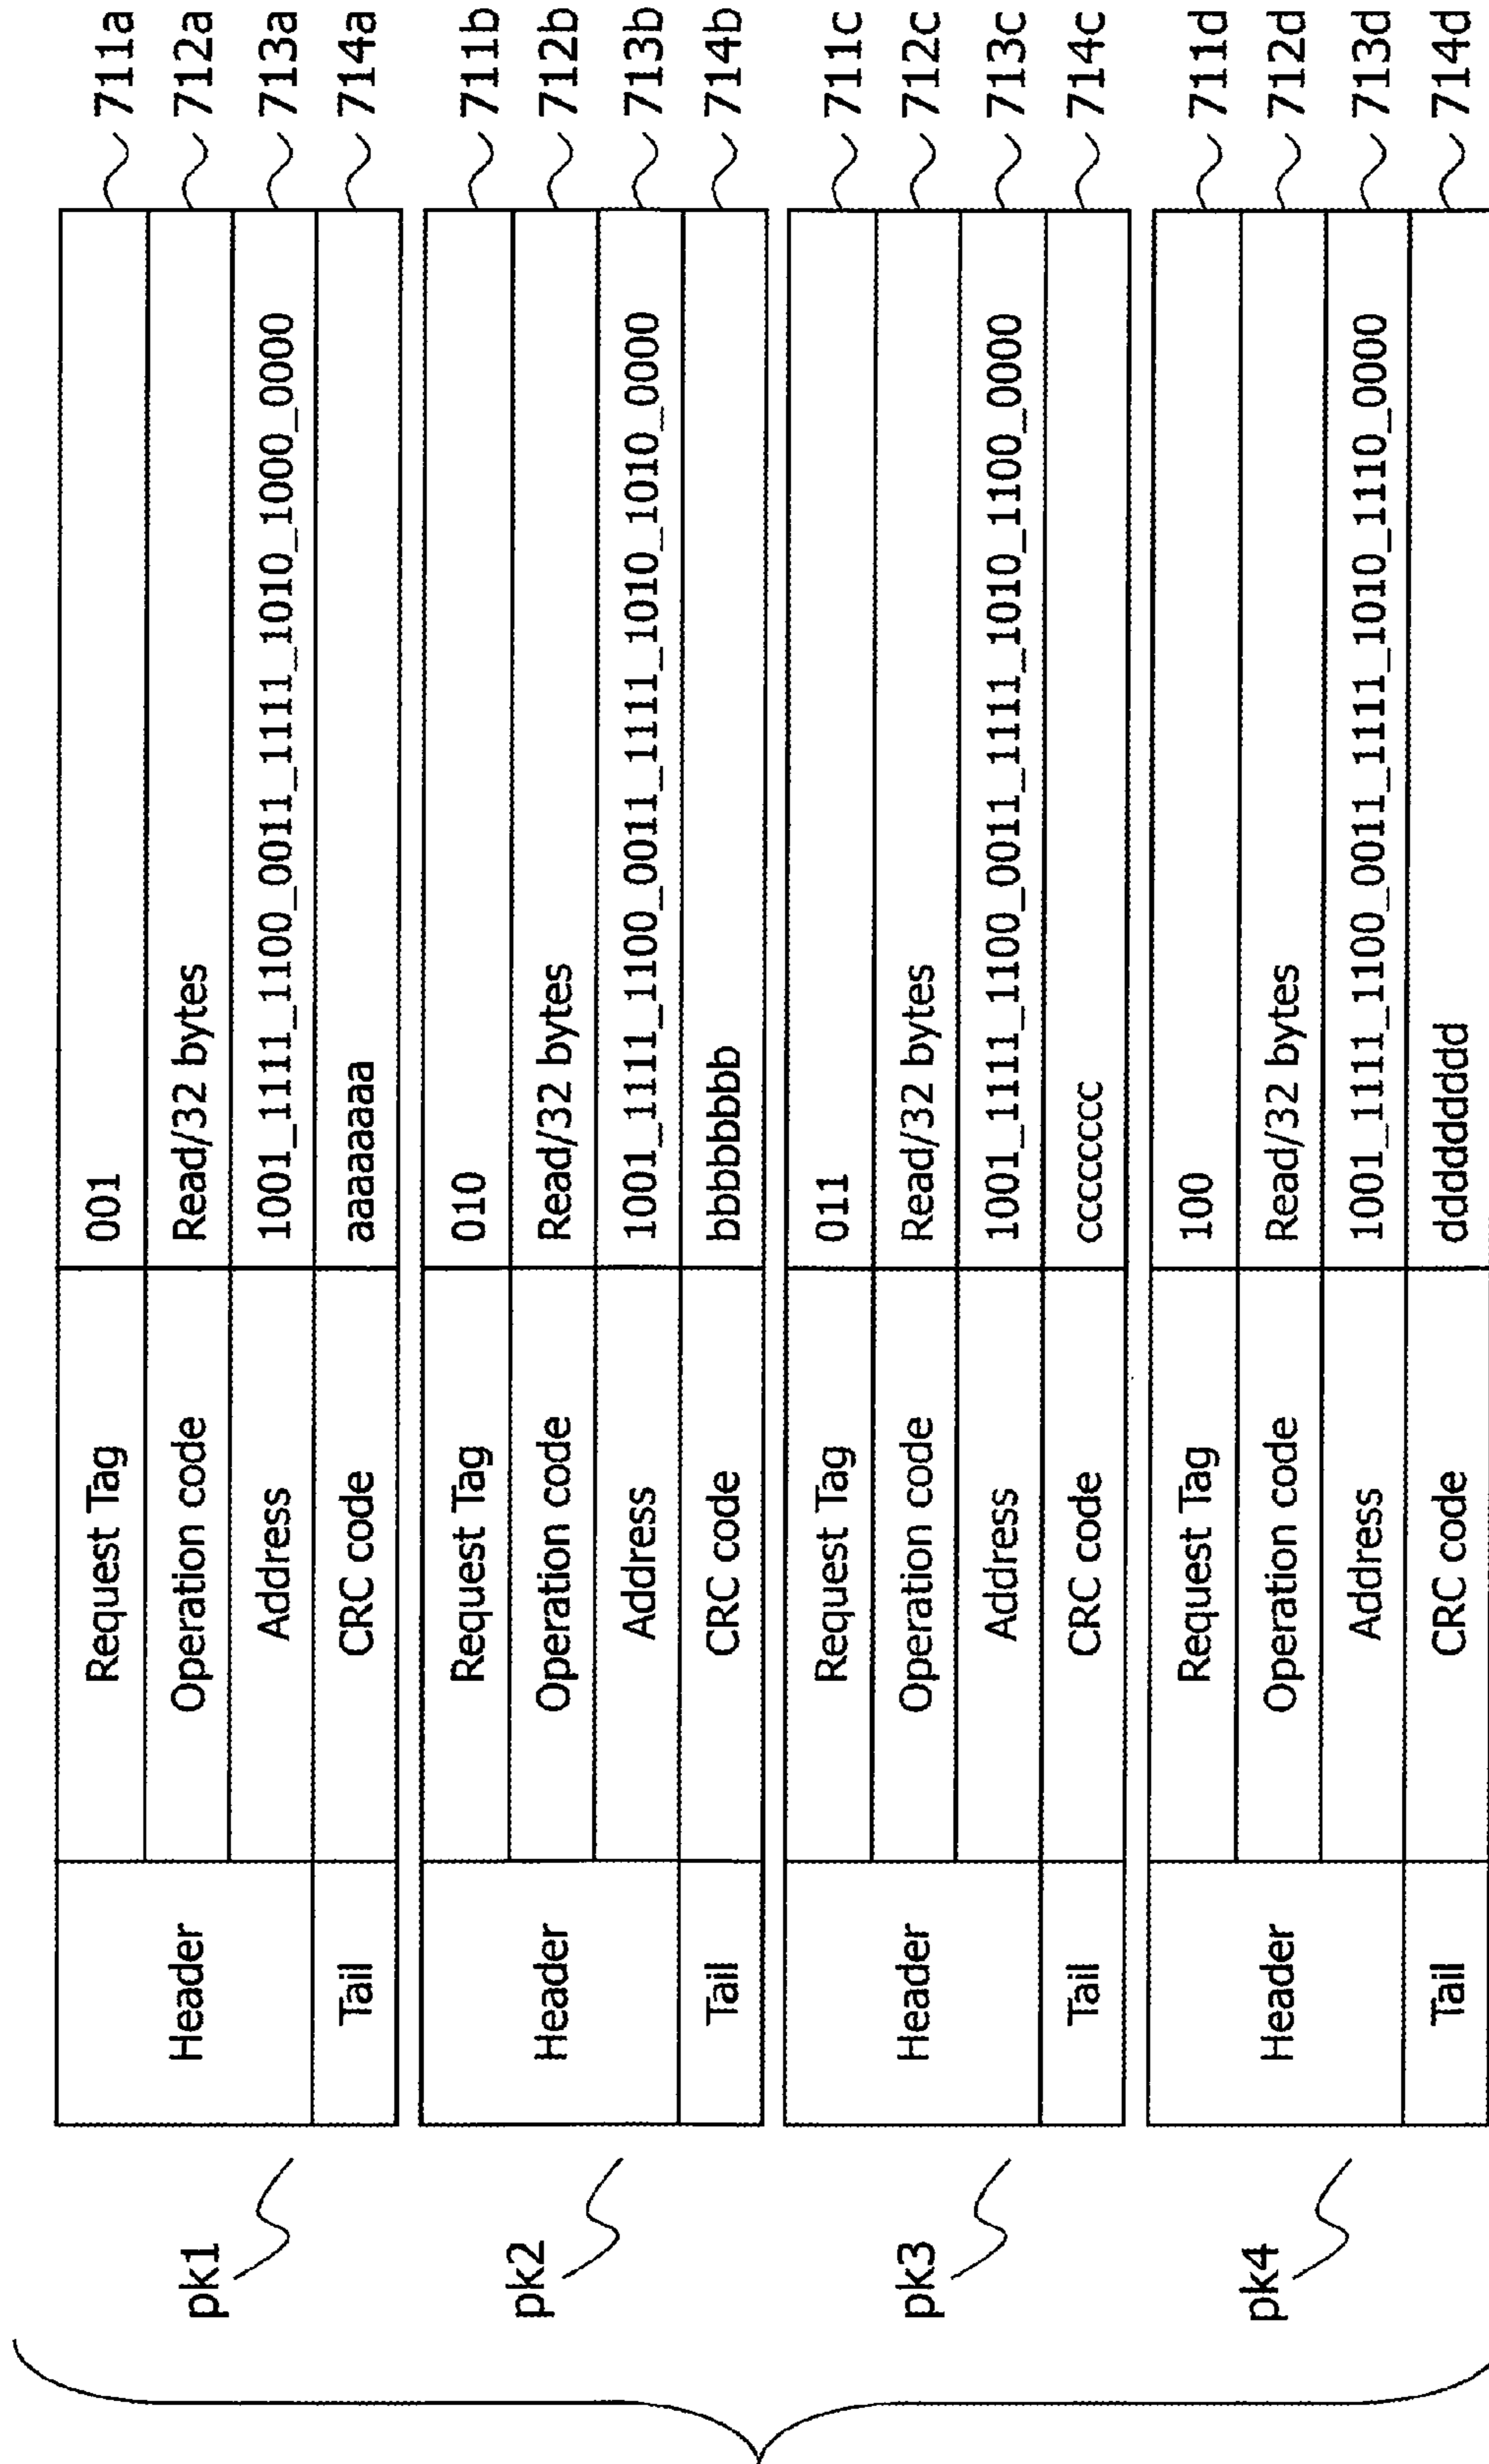 pk1 Header Request Tag 001 711a
Operation code Read/32 bytes 712a
Address 1001_1111_1100_0011_1111_1010_1000_0000 713a
Tail CRC code aaaaaaaa 714a
pk2 Header Request Tag 010 711b
Operation code Read/32 bytes 712b
Address 1001_1111_1100_0011_1111_1010_1010_0000 713b
Tail CRC code bbbbbbbb 714b
pk3 Header Request Tag 011 711c
Operation code Read/32 bytes 712c
Address 1001_1111_1100_0011_1111_1010_1100_0000 713c
Tail CRC code cccccccc 714c
pk4 Header Request Tag 100 711d
Operation code Read/32 bytes 712d
Address 1001_1111_1100_0011_1111_1010_1110_0000 713d
Tail CRC code ddddddddd 714d